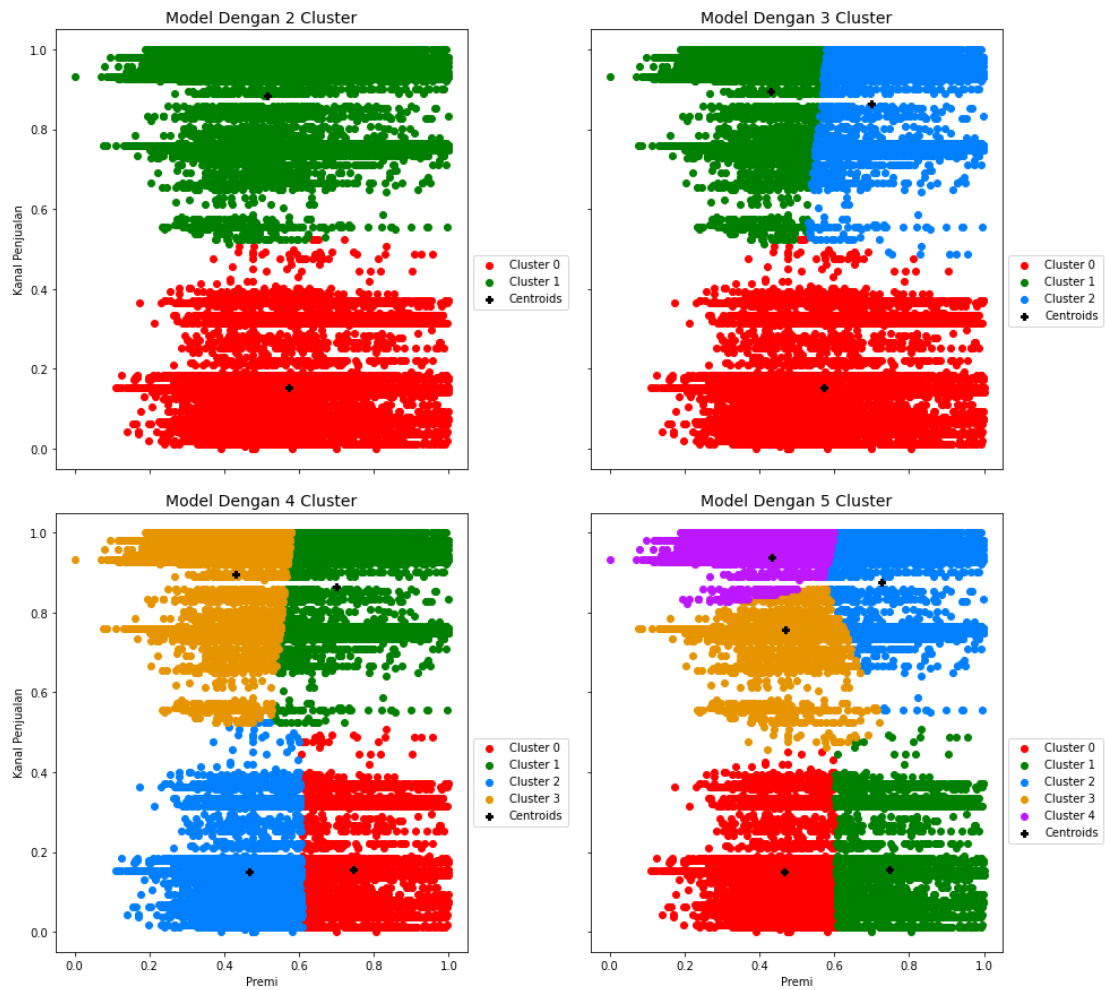 Model Dengan 2 Cluster
1.0
0.8
0.6
0.4
0.2
0.0
Kanal Penjualan
Cluster 0
Cluster 1
Centroids
Model Dengan 3 Cluster
Cluster 0
Cluster 1
Cluster 2
Centroids
Model Dengan 4 Cluster
1.0
0.8
0.6
0.4
0.2
0.0
Kanal Penjualan
0.0 0.2 0.4 0.6 0.8 1.0
Premi
Cluster 0
Cluster 1
Cluster 2
Cluster 3
Centroids
Model Dengan 5 Cluster
0.0 0.2 0.4 0.6 0.8 1.0
Premi
Cluster 0
Cluster 1
Cluster 2
Cluster 3
Cluster 4
Centroids